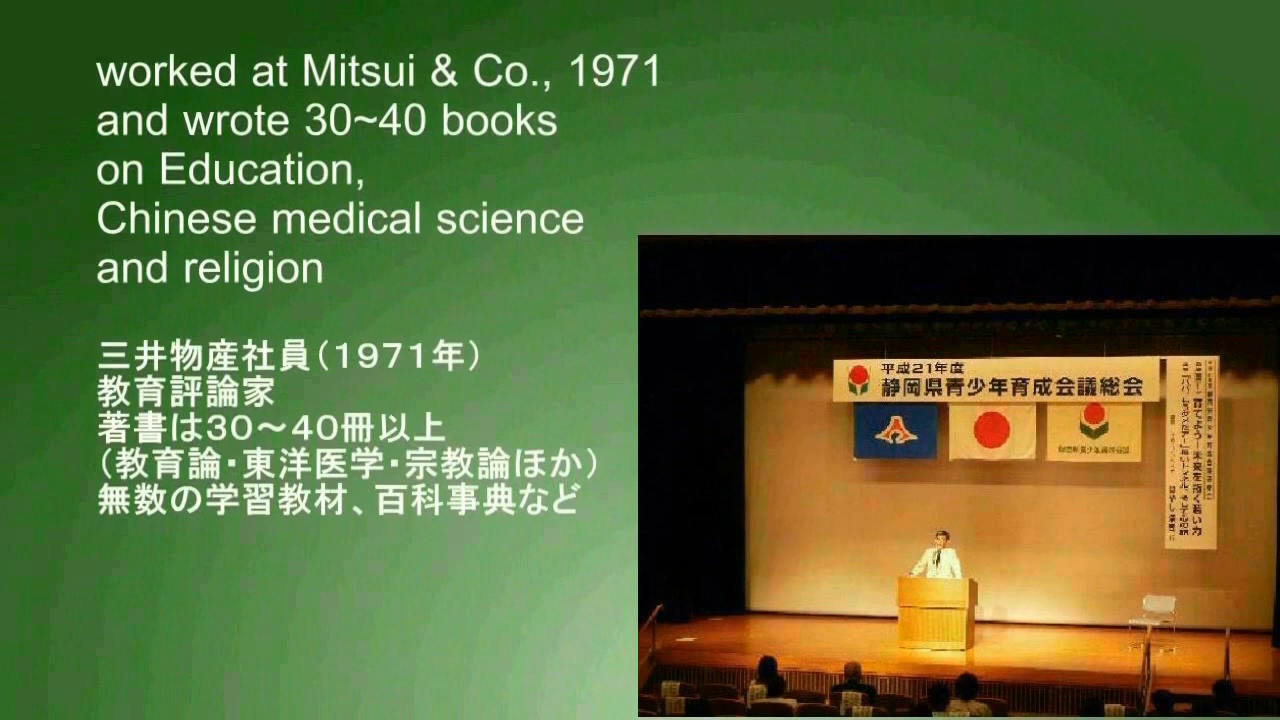 worked at Mitsui & Co., 1971
and wrote 30~40 books
on Education,
Chinese medical science
and religion
三井物産社員（１９７１年）
教育評論家
著書は３０～４０冊以上
（教育論・東洋医学・宗教論ほか）
無数の学習教材、百科事典など
平成21年度
静岡県青少年育成会議総会